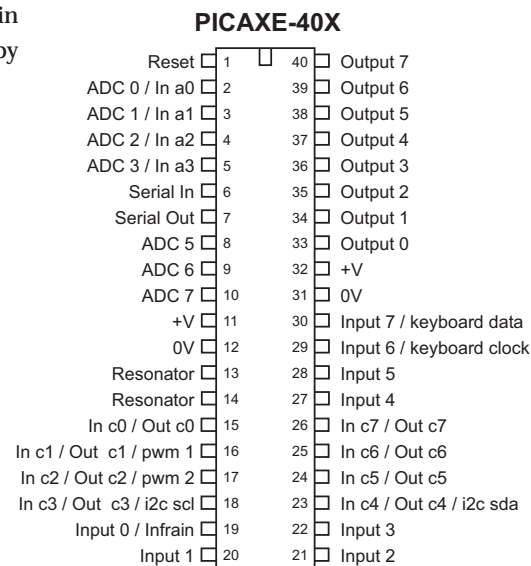 in
by
PICAXE-40X
Reset 1 40 Output 7
ADC 0 / In a0 2 39 Output 6
ADC 1 / In a1 3 38 Output 5
ADC 2 / In a2 4 37 Output 4
ADC 3 / In a3 5 36 Output 3
Serial In 6 35 Output 2
Serial Out 7 34 Output 1
ADC 5 8 33 Output 0
ADC 6 9 32 +V
ADC 7 10 31 0V
+V 11 30 Input 7 / keyboard data
0V 12 29 Input 6 / keyboard clock
Resonator 13 28 Input 5
Resonator 14 27 Input 4
In c0 / Out c0 15 26 In c7 / Out c7
In c1 / Out c1 / pwm 1 16 25 In c6 / Out c6
In c2 / Out c2 / pwm 2 17 24 In c5 / Out c5
In c3 / Out c3 / i2c scl 18 23 In c4 / Out c4 / i2c sda
Input 0 / Infrain 19 22 Input 3
Input 1 20 21 Input 2